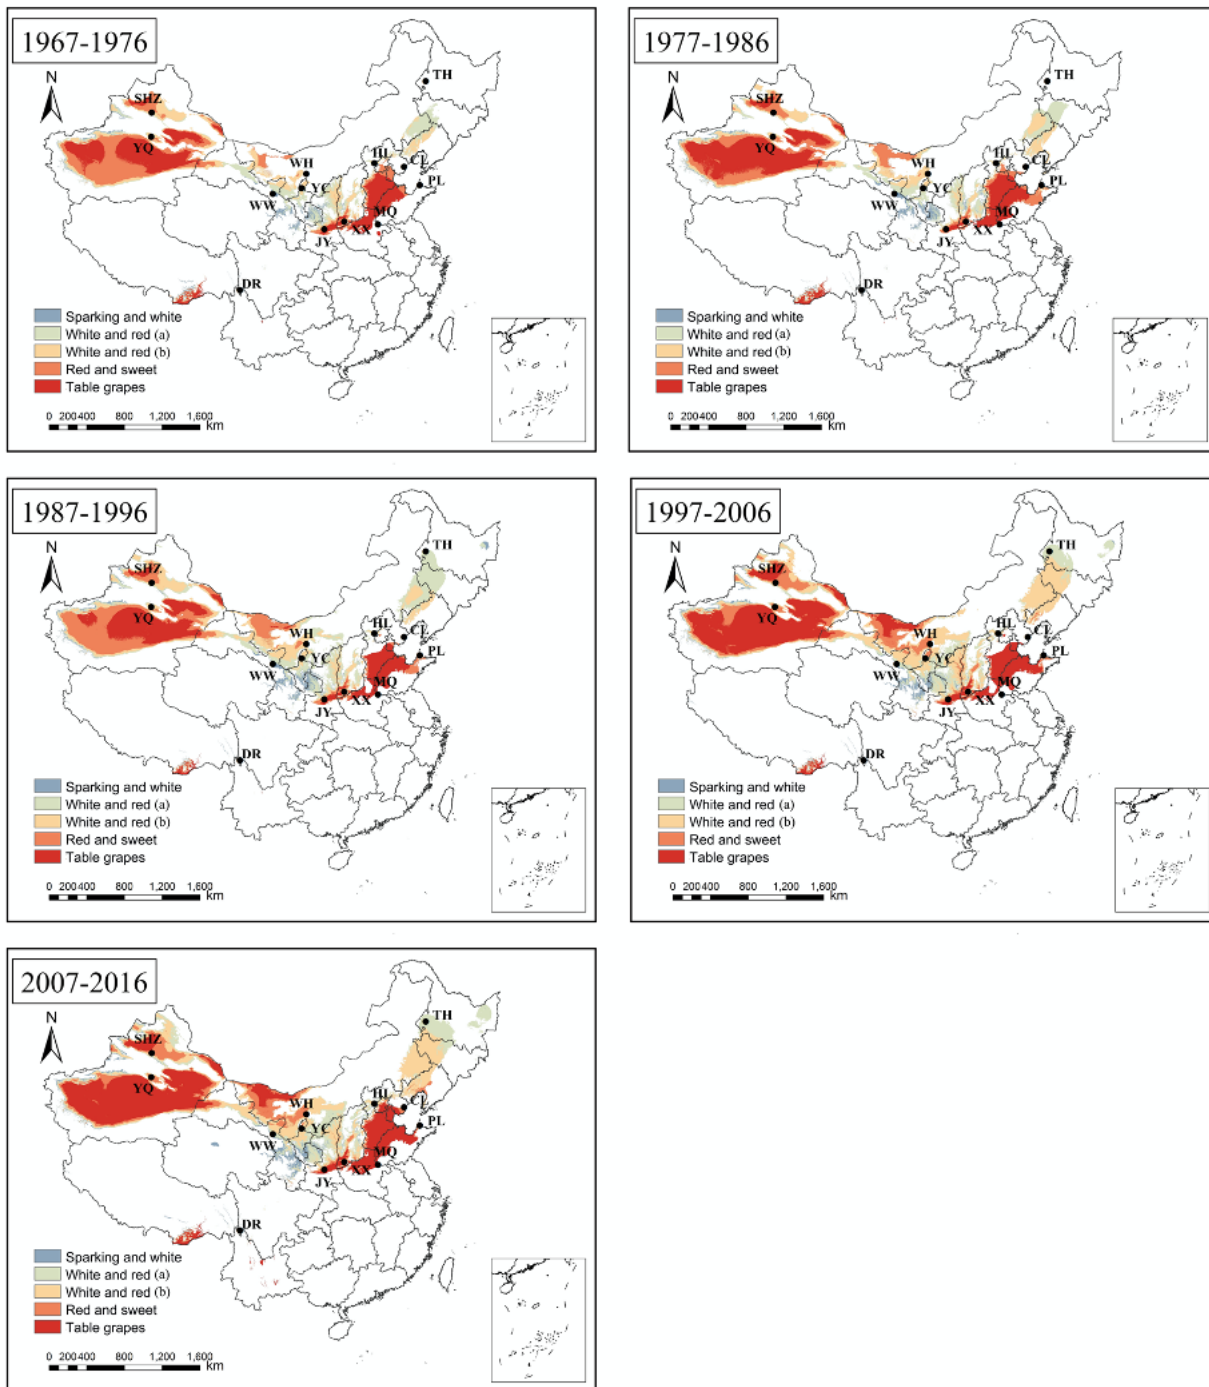 1967-1976
N
TH
SHZ
YQ
WH
HL
CL
YC
PL
WW
MQ
JY
XX
DR
Sparking and white
White and red (a)
White and red (b)
Red and sweet
Table grapes
0 200 400 800 1,200 1,600
km
1977-1986
N
TH
SHZ
YQ
WH
HL
CL
YC
PL
WW
MQ
JY
XX
DR
Sparking and white
White and red (a)
White and red (b)
Red and sweet
Table grapes
0 200 400 800 1,200 1,600
km
1987-1996
N
TH
SHZ
YQ
WH
HL
CL
YC
PL
WW
MQ
JY
XX
DR
Sparking and white
White and red (a)
White and red (b)
Red and sweet
Table grapes
0 200 400 800 1,200 1,600
km
1997-2006
N
TH
SHZ
YQ
WH
HL
CL
YC
PL
WW
MQ
JY
XX
DR
Sparking and white
White and red (a)
White and red (b)
Red and sweet
Table grapes
0 200 400 800 1,200 1,600
km
2007-2016
N
TH
SHZ
YQ
WH
HL
CL
YC
PL
WW
MQ
JY
XX
DR
Sparking and white
White and red (a)
White and red (b)
Red and sweet
Table grapes
0 200 400 800 1,200 1,600
km